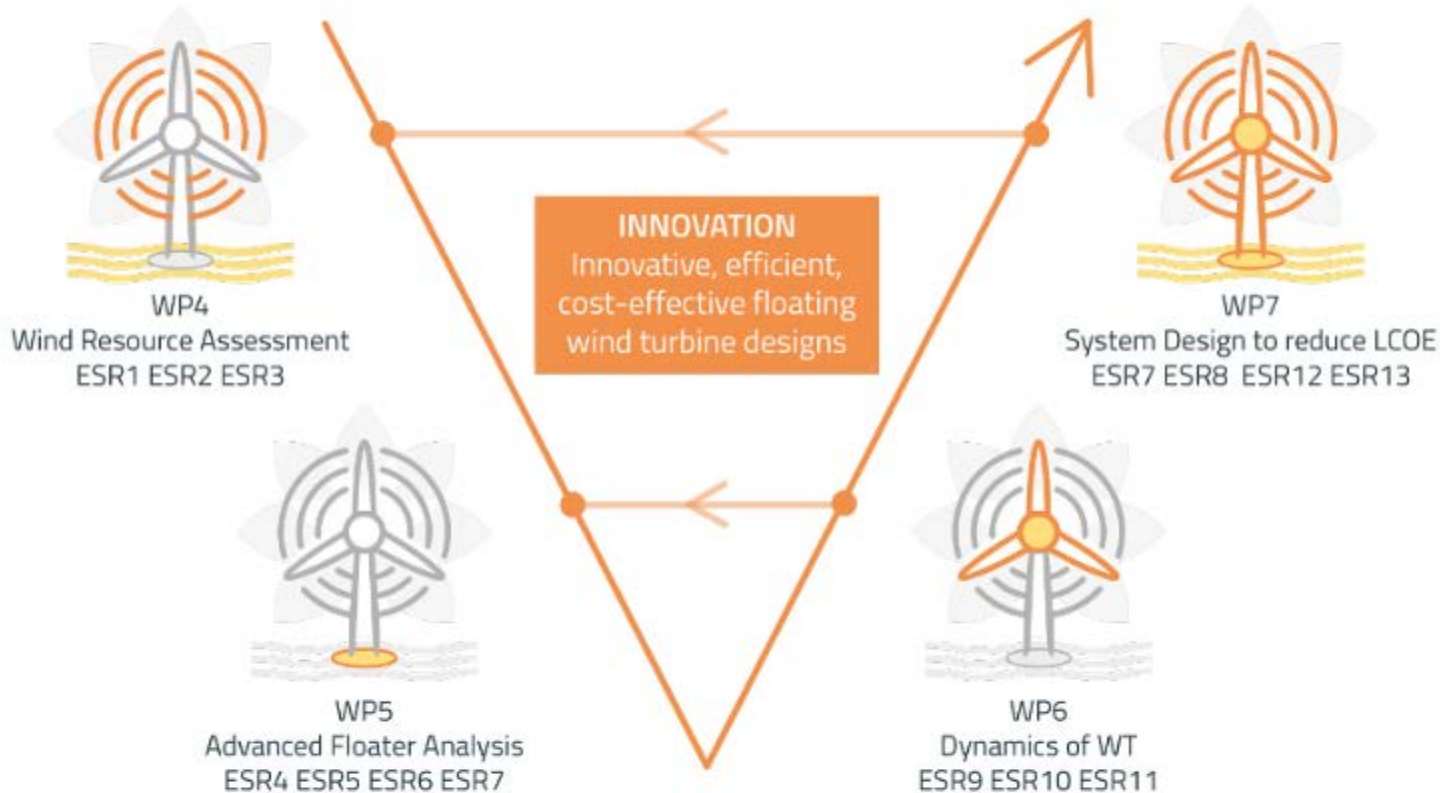 INNOVATION
Innovative, efficient,
cost-effective floating
wind turbine designs
WP4
Wind Resource Assessment
ESR1 ESR2 ESR3
WP7
System Design to reduce LCOE
ESR7 ESR8 ESR12 ESR13
WP5
Advanced Floater Analysis
ESR4 ESR5 ESR6 ESR7
WP6
Dynamics of WT
ESR9 ESR10 ESR11